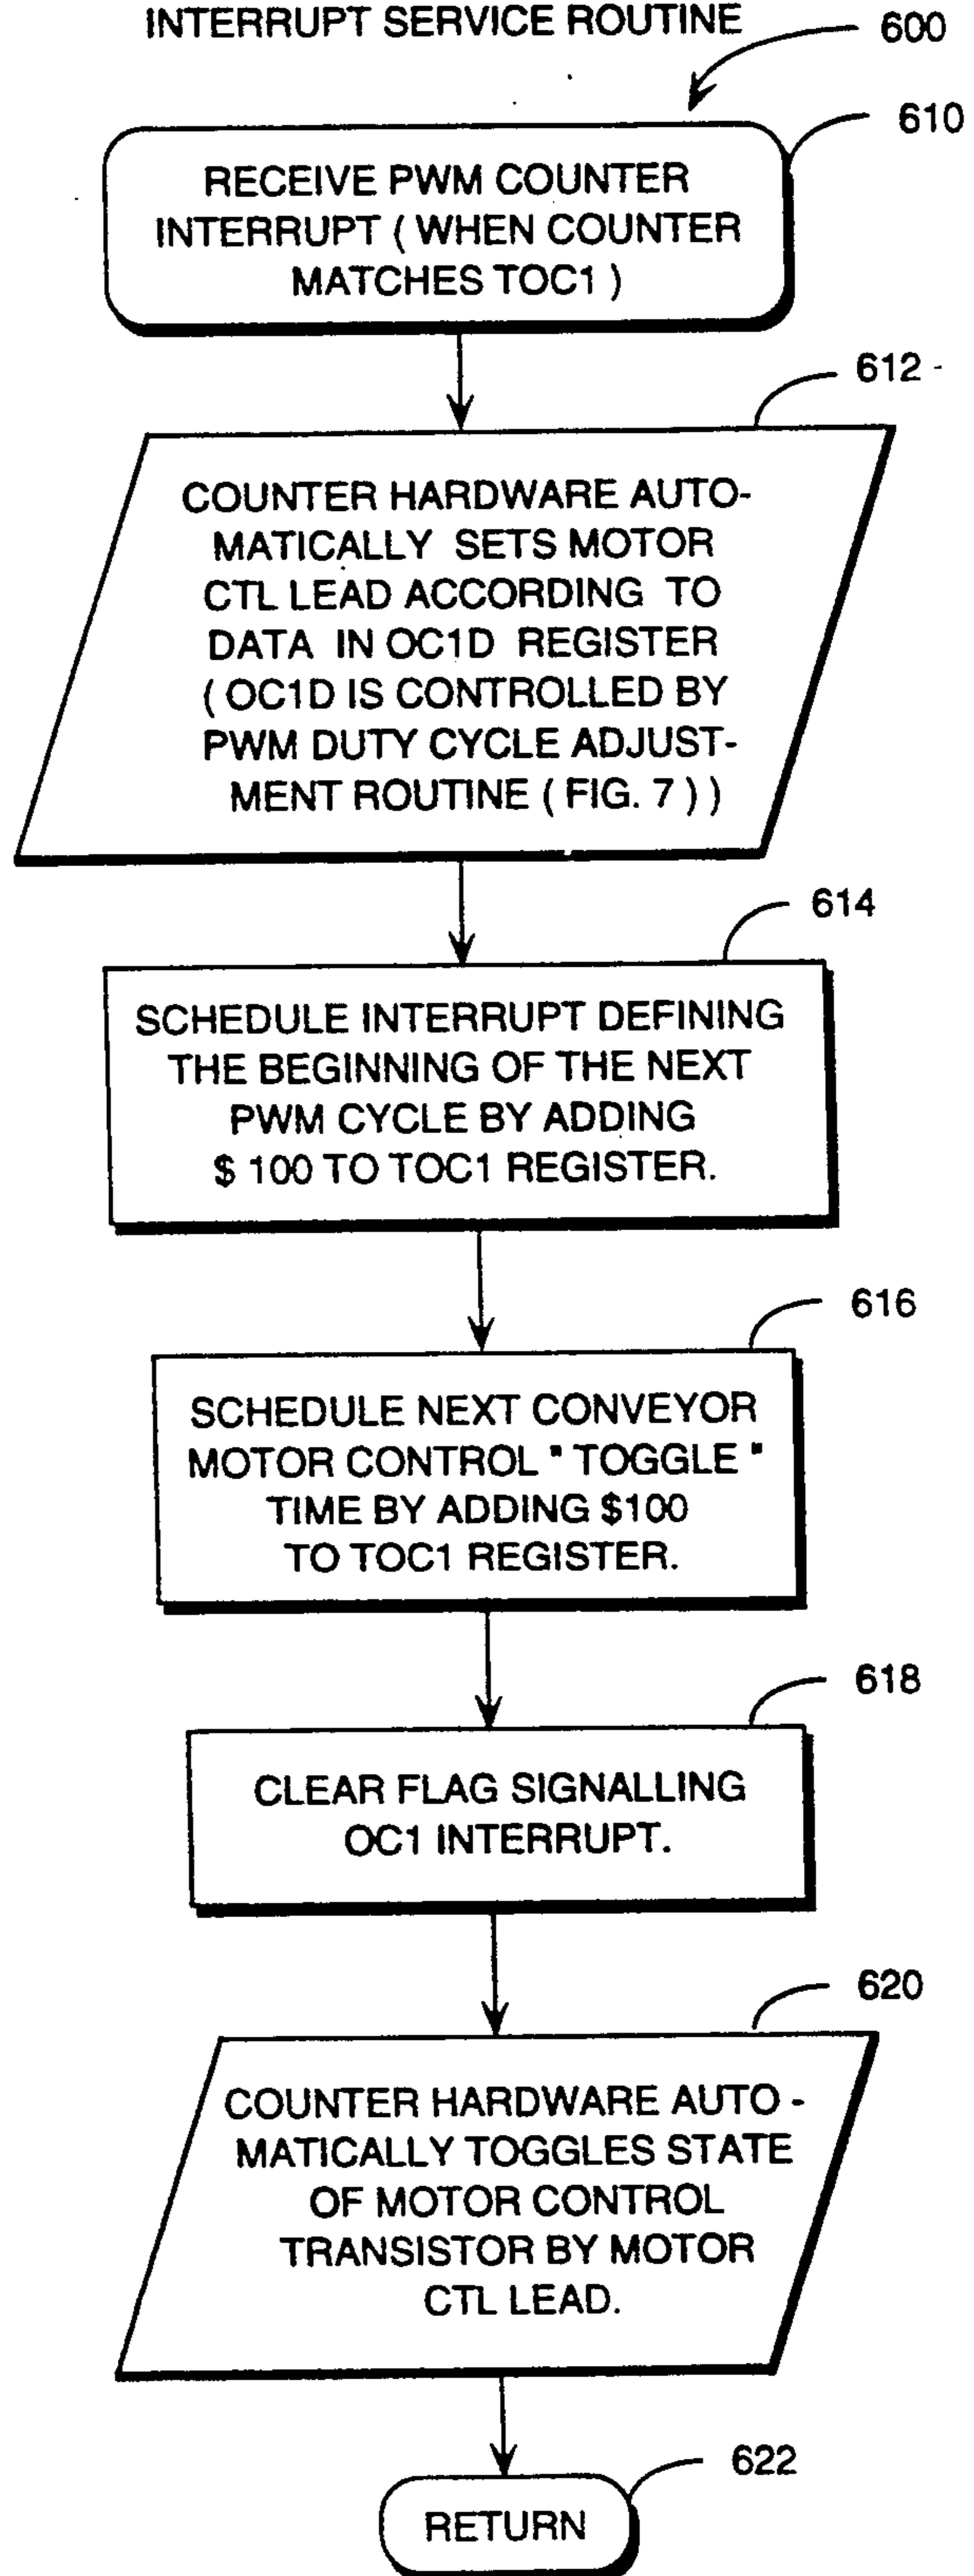 INTERRUPT SERVICE ROUTINE
600
610
RECEIVE PWM COUNTER
INTERRUPT ( WHEN COUNTER
MATCHES TOC1 )
612
COUNTER HARDWARE AUTO-
MATICALLY SETS MOTOR
CTL LEAD ACCORDING TO
DATA IN OC1D REGISTER
( OC1D IS CONTROLLED BY
PWM DUTY CYCLE ADJUST-
MENT ROUTINE ( FIG. 7 ) )
614
SCHEDULE INTERRUPT DEFINING
THE BEGINNING OF THE NEXT
PWM CYCLE BY ADDING
$ 100 TO TOC1 REGISTER.
616
SCHEDULE NEXT CONVEYOR
MOTOR CONTROL " TOGGLE "
TIME BY ADDING $100
TO TOC1 REGISTER.
618
CLEAR FLAG SIGNALLING
OC1 INTERRUPT.
620
COUNTER HARDWARE AUTO -
MATICALLY TOGGLES STATE
OF MOTOR CONTROL
TRANSISTOR BY MOTOR
CTL LEAD.
622
RETURN